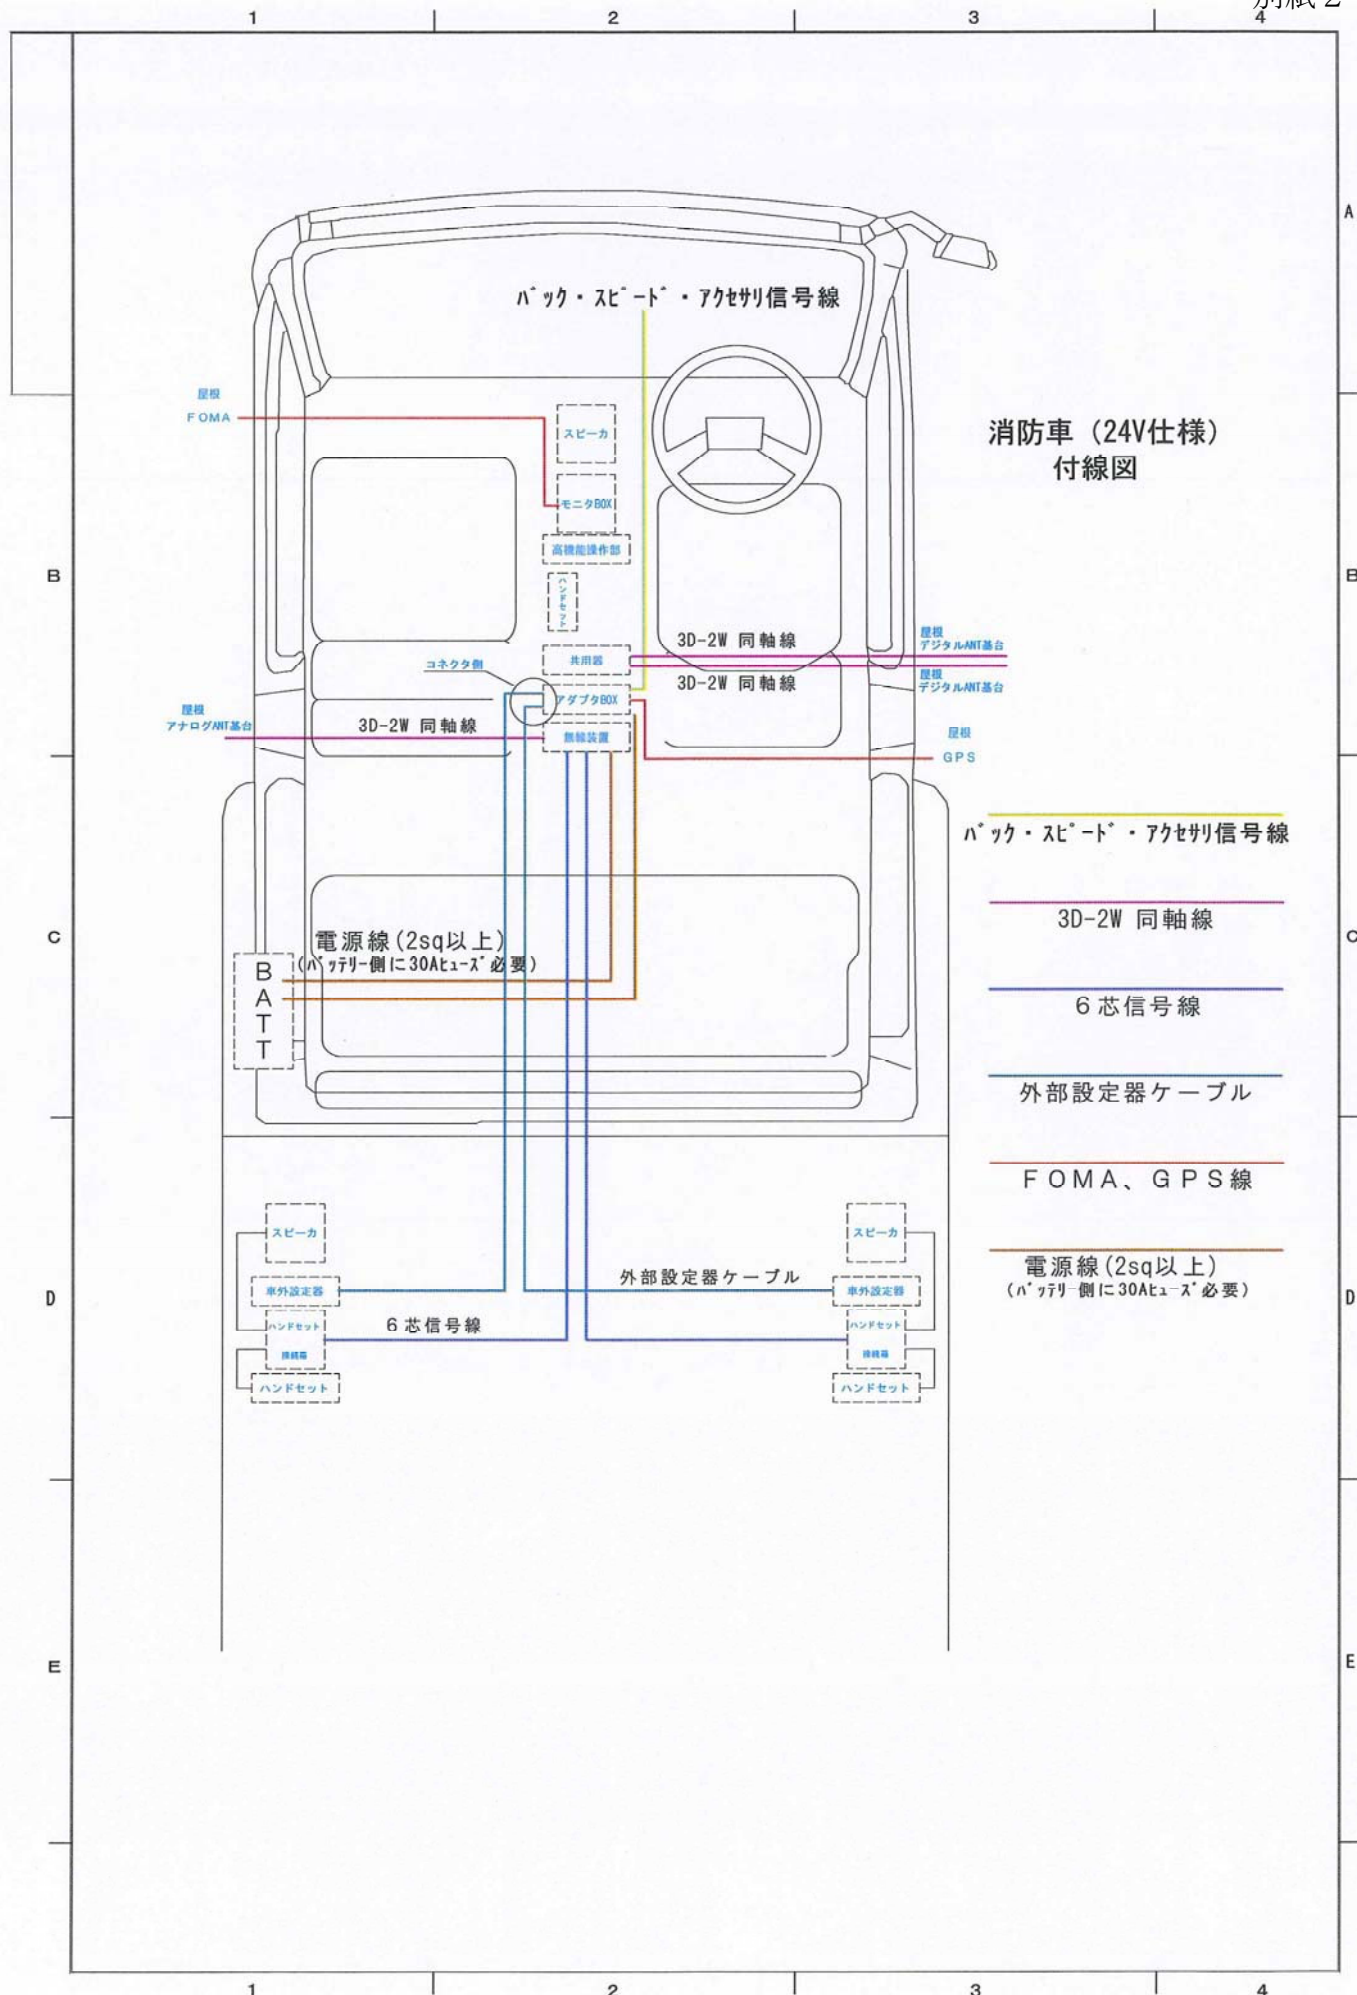 別紙２
1 2 3 4
A
バック・スピード・アクセサリ信号線
屋根
FOMA
スピーカ
消防車（24V仕様）
付線図
モニタBOX
高機能操作部
B B
ハンドセット
3D-2W 同軸線
屋根
デジタルANT基台
コネクタ側
共用器
屋根
デジタルANT基台
3D-2W 同軸線
アダプタBOX
屋根
アナログANT基台
3D-2W 同軸線
無線装置
屋根
GPS
バック・スピード・アクセサリ信号線
3D-2W 同軸線
C C
電源線(2sq以上)
(バッテリー側に30Aヒューズ必要)
BATT
６芯信号線
外部設定器ケーブル
ＦＯＭＡ、ＧＰＳ線
電源線(2sq以上)
(バッテリー側に30Aヒューズ必要)
スピーカ
スピーカ
外部設定器ケーブル
D D
車外設定器
車外設定器
ハンドセット
接続箱
６芯信号線
ハンドセット
接続箱
ハンドセット
ハンドセット
E E
1 2 3 4